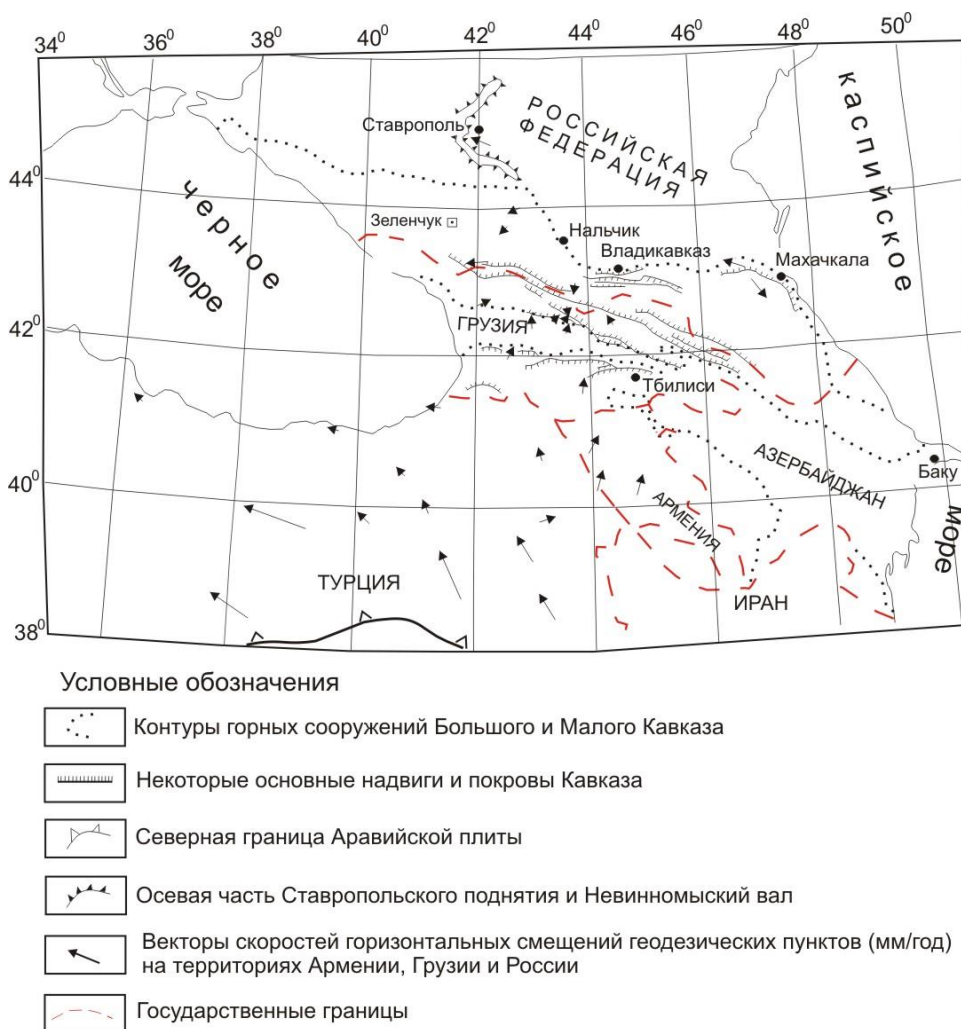 34⁰ 36⁰ 38⁰ 40⁰ 42⁰ 44⁰ 46⁰ 48⁰ 50⁰
44⁰
42⁰
40⁰
38⁰
Ставрополь
РОССИЙСКАЯ
ФЕДЕРАЦИЯ
каспийское
море
черное
море
Зеленчук
Нальчик
Владикавказ
Махачкала
ГРУЗИЯ
Тбилиси
АЗЕРБАЙДЖАН
Баку
АРМЕНИЯ
ТУРЦИЯ
ИРАН
Условные обозначения
Контуры горных сооружений Большого и Малого Кавказа
Некоторые основные надвиги и покровы Кавказа
Северная граница Аравийской плиты
Осевая часть Ставропольского поднятия и Невинномыский вал
Векторы скоростей горизонтальных смещений геодезических пунктов (мм/год)
на территориях Армении, Грузии и России
Государственные границы